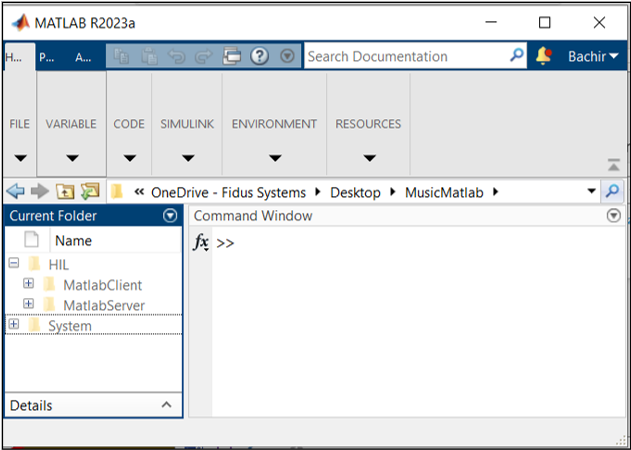 MATLAB R2023a
H... P... A... Search Documentation Bachir
FILE VARIABLE CODE SIMULINK ENVIRONMENT RESOURCES
« OneDrive - Fidus Systems Desktop MusicMatlab
Current Folder
Command Window
Name
fx >>
HIL
MatlabClient
MatlabServer
System
Details